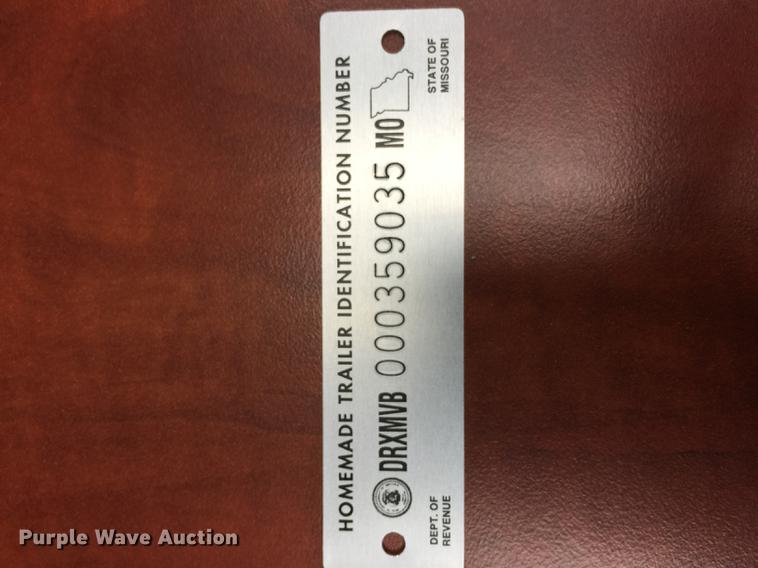 HOMEMADE TRAILER IDENTIFICATION NUMBER
DRXMVB 000359035 MO
DEPT. OF
REVENUE
STATE OF
MISSOURI
Purple Wave Auction